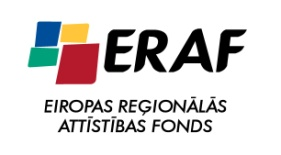 ERAF
EIROPAS REĢIONĀLĀS
ATTĪSTĪBAS FONDS